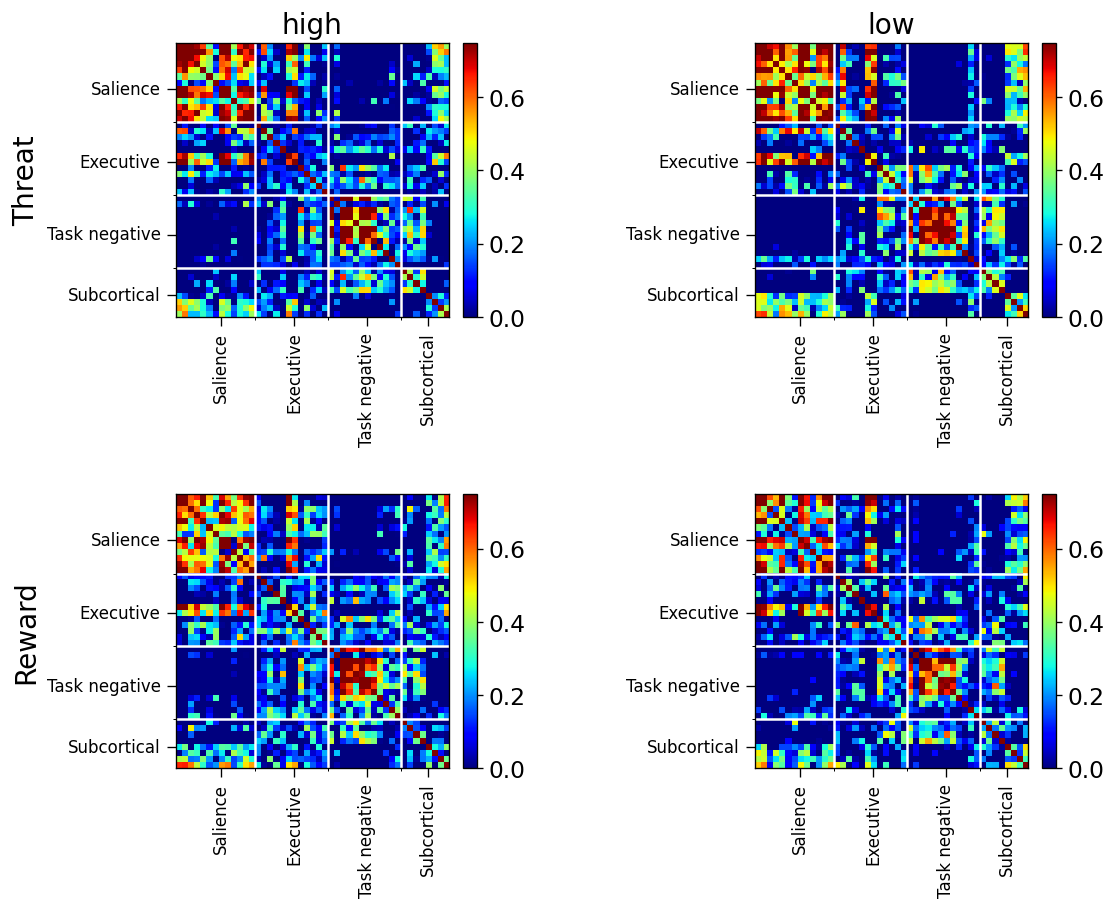 high
low
Threat
Salience
Executive
Task negative
Subcortical
0.6
0.4
0.2
0.0
Salience
Executive
Task negative
Subcortical
Salience
Executive
Task negative
Subcortical
0.6
0.4
0.2
0.0
Salience
Executive
Task negative
Subcortical
Reward
Salience
Executive
Task negative
Subcortical
0.6
0.4
0.2
0.0
Salience
Executive
Task negative
Subcortical
Salience
Executive
Task negative
Subcortical
0.6
0.4
0.2
0.0
Salience
Executive
Task negative
Subcortical